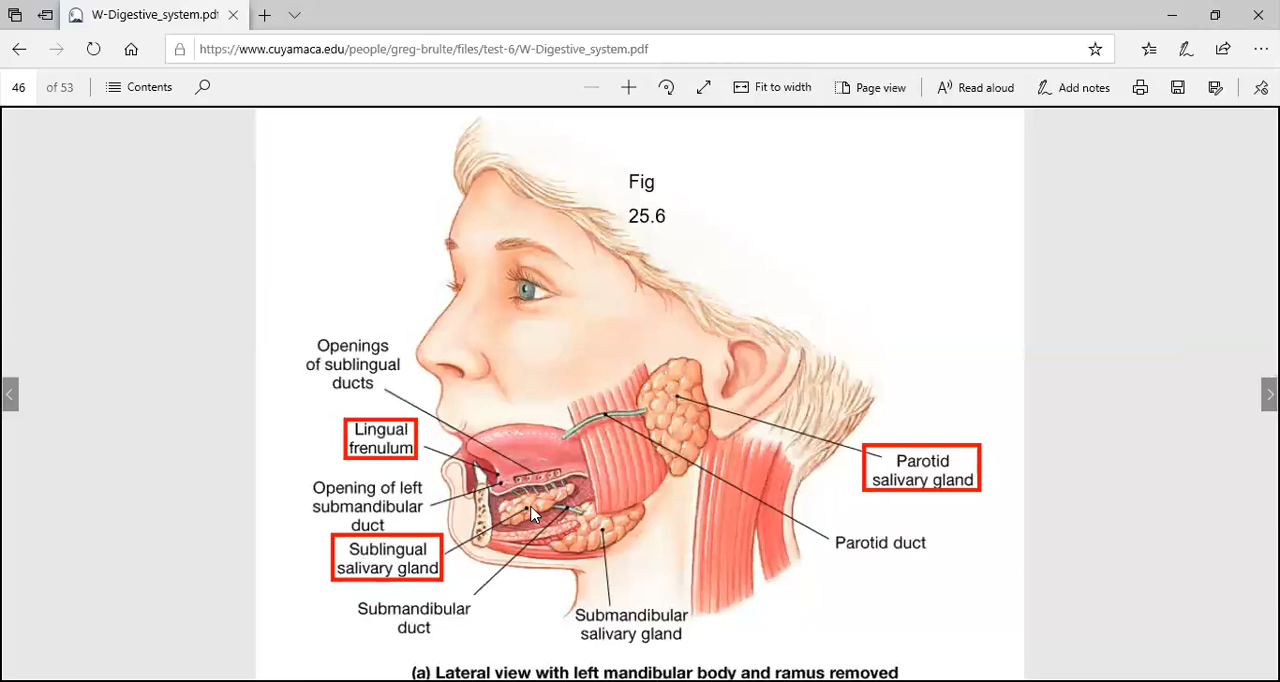 W-Digestive_system.pdf
https://www.cuyamaca.edu/people/greg-brulte/files/test-6/W-Digestive_system.pdf
46 of 53 Contents Fit to width Page view Read aloud Add notes
Fig
25.6
Openings
of sublingual
ducts
Lingual
frenulum
Opening of left
submandibular
duct
Sublingual
salivary gland
Submandibular
duct
Submandibular
salivary gland
Parotid
salivary gland
Parotid duct
(a) Lateral view with left mandibular body and ramus removed